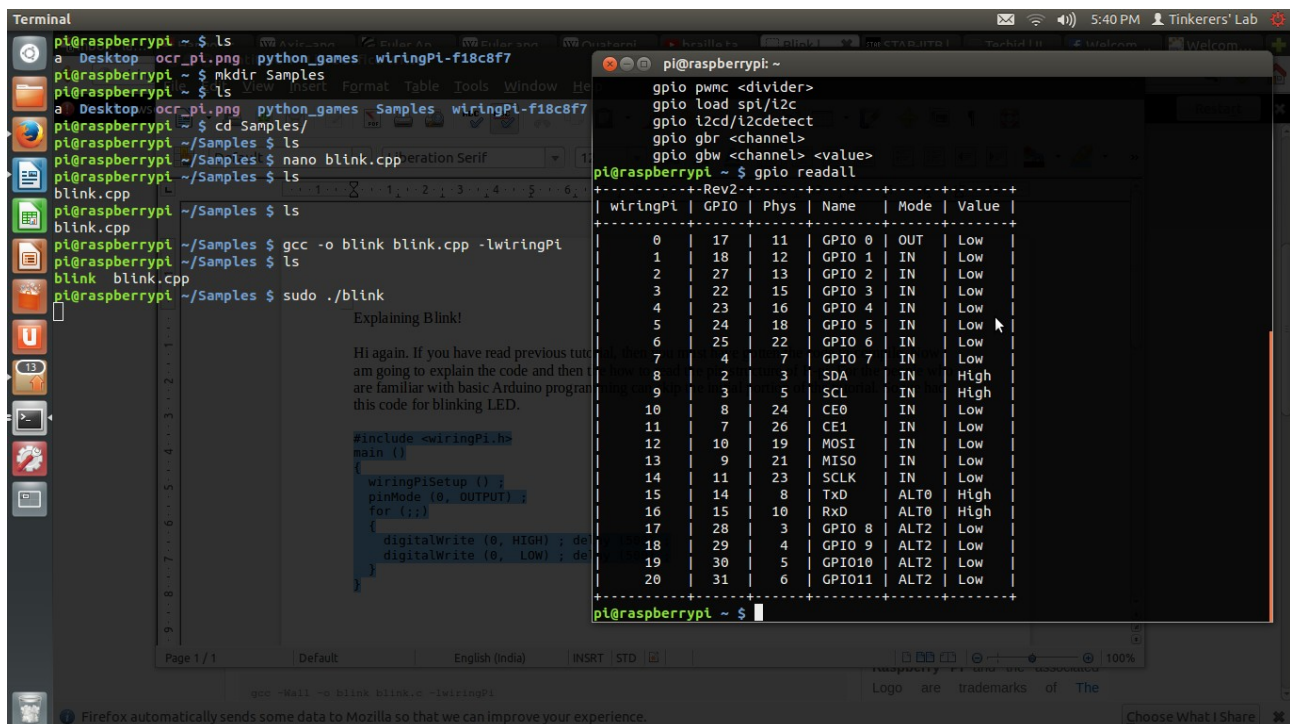 Terminal
5:40 PM Tinkerers' Lab
pi@raspberrypi ~ $ ls
a Desktop ocr_pi.png python_games wiringPi-f18c8f7
pi@raspberrypi ~ $ mkdir Samples
pi@raspberrypi ~ $ ls
a Desktop ocr_pi.png python_games Samples wiringPi-f18c8f7
pi@raspberrypi ~ $ cd Samples/
pi@raspberrypi ~/Samples $ ls
pi@raspberrypi ~/Samples $ nano blink.cpp
pi@raspberrypi ~/Samples $ ls
blink.cpp
pi@raspberrypi ~/Samples $ ls
blink.cpp
pi@raspberrypi ~/Samples $ gcc -o blink blink.cpp -lwiringPi
pi@raspberrypi ~/Samples $ ls
blink blink.cpp
pi@raspberrypi ~/Samples $ sudo ./blink
View Insert Format Table Tools Window
Liberation Serif
Explaining Blink!
Hi again. If you have read previous
am going to explain the code and then
are familiar with basic Arduino
this code for blinking LED.
#include <wiringPi.h>
main ()
{
wiringPiSetup () ;
pinMode (0, OUTPUT) ;
for (;;)
{
digitalWrite (0, HIGH) ;
digitalWrite (0, LOW) ;
}
}
Page 1 / 1 Default English (India) INSRT STD 100%
gcc -Wall -o blink blink.c -lwiringPi
Raspberry Pi and the associated
Logo are trademarks of The
Firefox automatically sends some data to Mozilla so that we can improve your experience.
Choose What I Share
13
pi@raspberrypi: ~
gpio pwmc <divider>
gpio load spi/i2c
gpio i2cd/i2cdetect
gpio gbr <channel>
gpio gbw <channel> <value>
pi@raspberrypi ~ $ gpio readall
+----------+-Rev2-+------+--------+------+-------+
| wiringPi | GPIO | Phys | Name | Mode | Value |
+----------+------+------+--------+------+-------+
| 0 | 17 | 11 | GPIO 0 | OUT | Low |
| 1 | 18 | 12 | GPIO 1 | IN | Low |
| 2 | 27 | 13 | GPIO 2 | IN | Low |
| 3 | 22 | 15 | GPIO 3 | IN | Low |
| 4 | 23 | 16 | GPIO 4 | IN | Low |
| 5 | 24 | 18 | GPIO 5 | IN | Low |
| 6 | 25 | 22 | GPIO 6 | IN | Low |
| 7 | 4 | 7 | GPIO 7 | IN | Low |
| 8 | 2 | 3 | SDA | IN | High |
| 9 | 3 | 5 | SCL | IN | High |
| 10 | 8 | 24 | CE0 | IN | Low |
| 11 | 7 | 26 | CE1 | IN | Low |
| 12 | 10 | 19 | MOSI | IN | Low |
| 13 | 9 | 21 | MISO | IN | Low |
| 14 | 11 | 23 | SCLK | IN | Low |
| 15 | 14 | 8 | TxD | ALT0 | High |
| 16 | 15 | 10 | RxD | ALT0 | High |
| 17 | 28 | 3 | GPIO 8 | ALT2 | Low |
| 18 | 29 | 4 | GPIO 9 | ALT2 | Low |
| 19 | 30 | 5 | GPIO10 | ALT2 | Low |
| 20 | 31 | 6 | GPIO11 | ALT2 | Low |
+----------+------+------+--------+------+-------+
pi@raspberrypi ~ $